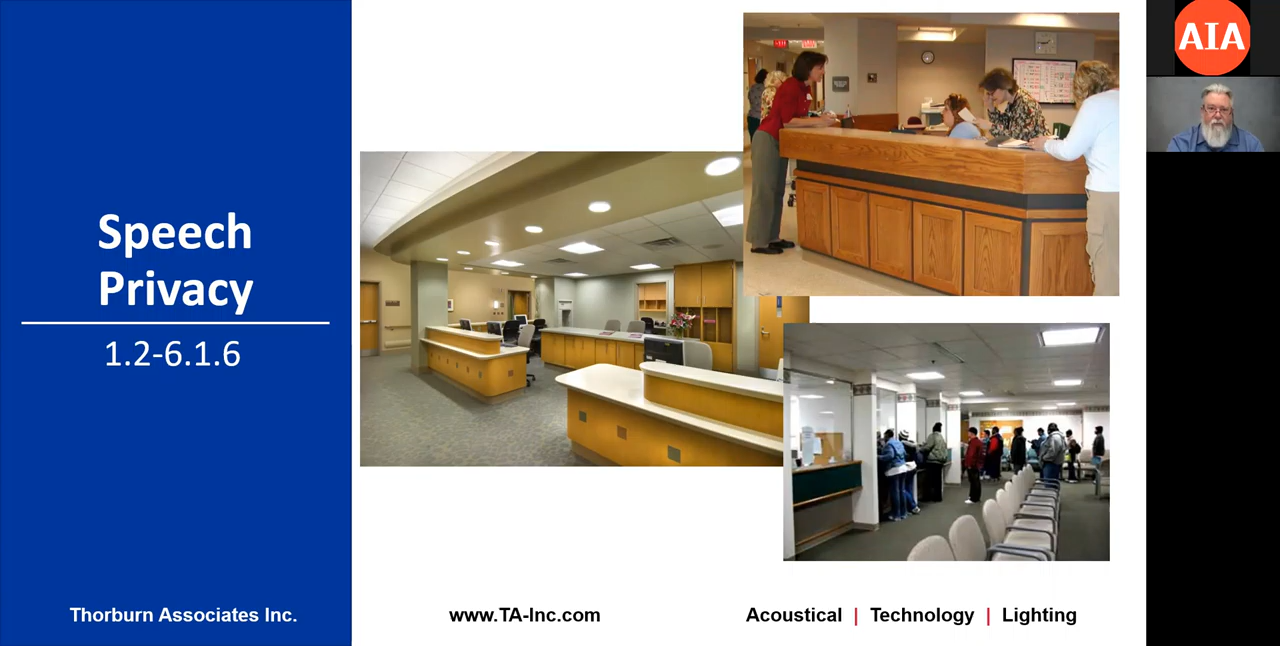 Speech
Privacy
1.2-6.1.6
Thorburn Associates Inc.
www.TA-Inc.com
Acoustical | Technology | Lighting
AIA